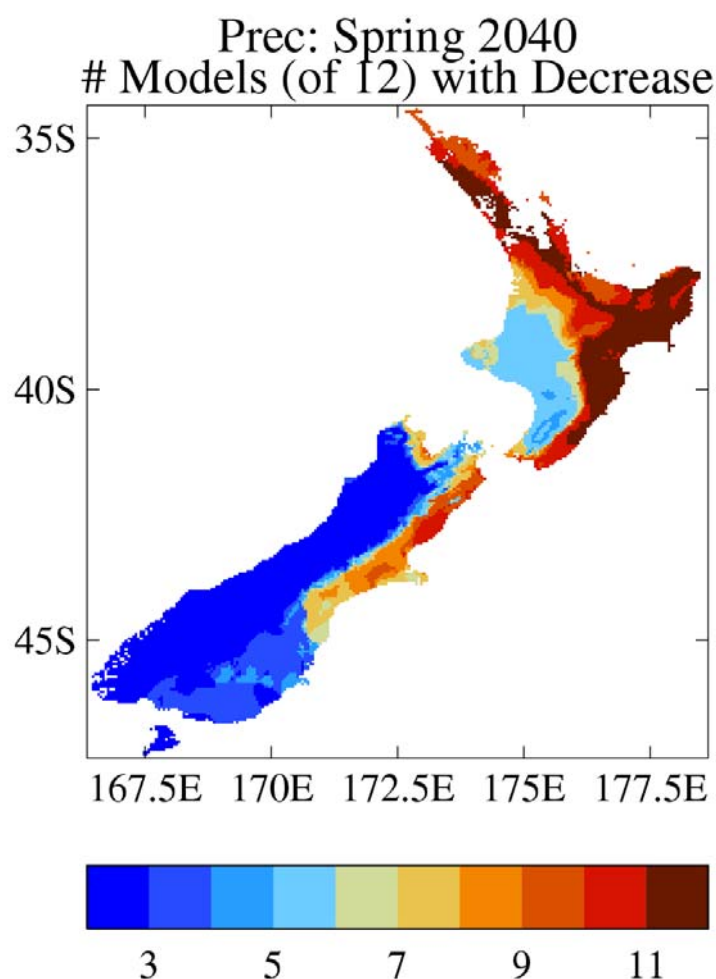 Prec: Spring 2040
# Models (of 12) with Decrease
35S
40S
45S
167.5E 170E 172.5E 175E 177.5E
3 5 7 9 11